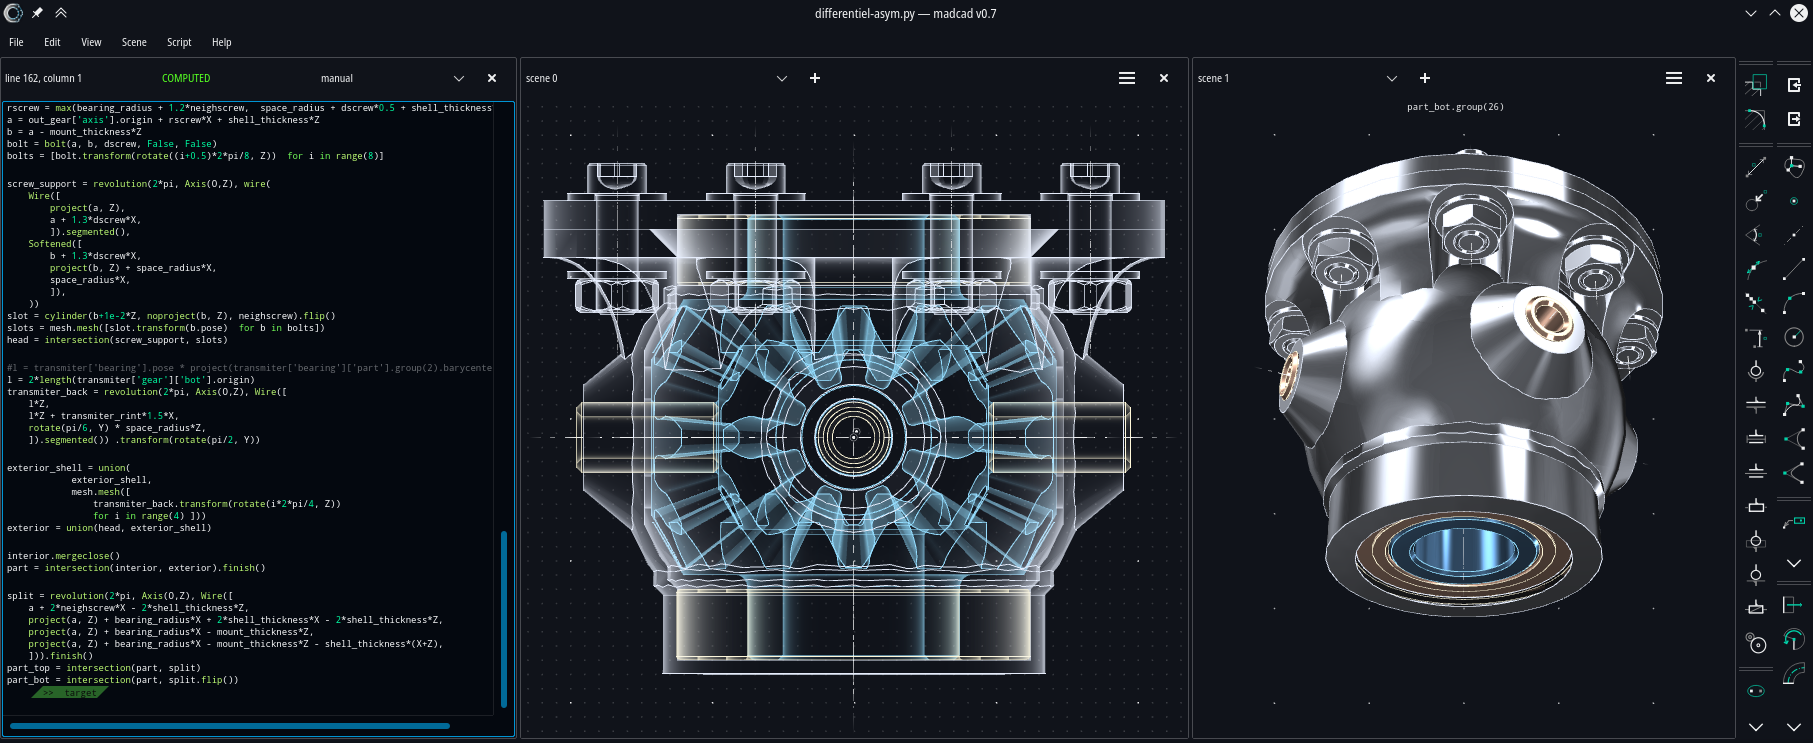 differentiel-asym.py — madcad v0.7
File Edit View Scene Script Help
line 162, column 1 COMPUTED manual
scene 0
scene 1
rscrew = max(bearing_radius + 1.2*neighscrew, space_radius + dscrew*0.5 + shell_thickness
a = out_gear['axis'].origin + rscrew*X + shell_thickness*Z
b = a - mount_thickness*Z
bolt = bolt(a, b, dscrew, False, False)
bolts = [bolt.transform(rotate((i+0.5)*2*pi/8, Z)) for i in range(8)]
screw_support = revolution(2*pi, Axis(O,Z), wire(
Wire([
project(a, Z),
a + 1.3*dscrew*X,
]).segmented(),
Softened([
b + 1.3*dscrew*X,
project(b, Z) + space_radius*X,
space_radius*X,
]),
))
slot = cylinder(b+1e-2*Z, noproject(b, Z), neighscrew).flip()
slots = mesh.mesh([slot.transform(b.pose) for b in bolts])
head = intersection(screw_support, slots)
#l = transmiter['bearing'].pose * project(transmiter['bearing']['part'].group(2).barycente
l = 2*length(transmiter['gear']['bot'].origin)
transmiter_back = revolution(2*pi, Axis(O,Z), Wire([
l*Z,
l*Z + transmiter_rint*1.5*X,
rotate(pi/6, Y) * space_radius*Z,
]).segmented()) .transform(rotate(pi/2, Y))
exterior_shell = union(
exterior_shell,
mesh.mesh([
transmiter_back.transform(rotate(i*2*pi/4, Z))
for i in range(4) ]))
exterior = union(head, exterior_shell)
interior.mergeclose()
part = intersection(interior, exterior).finish()
split = revolution(2*pi, Axis(O,Z), Wire([
a + 2*neighscrew*X - 2*shell_thickness*Z,
project(a, Z) + bearing_radius*X + 2*shell_thickness*X - 2*shell_thickness*Z,
project(a, Z) + bearing_radius*X - mount_thickness*Z,
project(a, Z) + bearing_radius*X - mount_thickness*Z - shell_thickness*(X+Z),
])).finish()
part_top = intersection(part, split)
part_bot = intersection(part, split.flip())
>> target
part_bot.group(26)